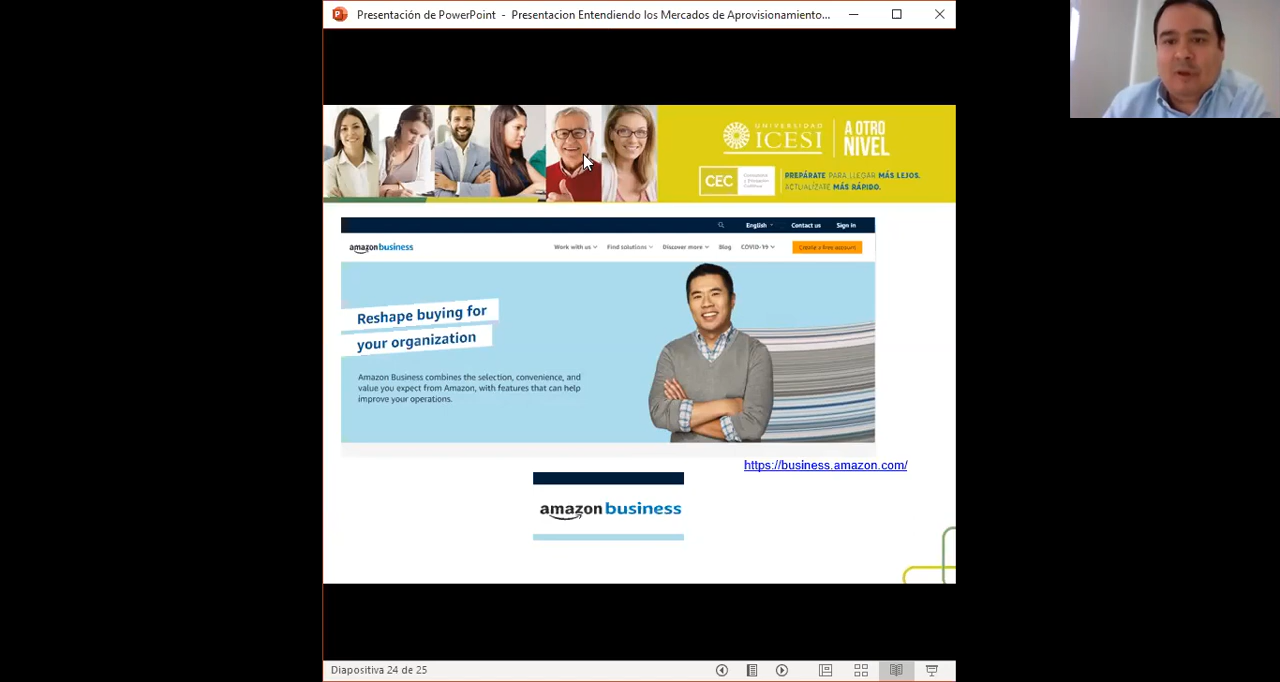 Presentación de PowerPoint - Presentacion Entendiendo los Mercados de Aprovisionamiento...
UNIVERSIDAD
ICESI
A OTRO
NIVEL
CEC
PREPÁRATE PARA LLEGAR MÁS LEJOS.
ACTUALÍZATE MÁS RÁPIDO.
English
Contact us
Sign in
amazon business
Work with us
Find solutions
Discover more
Blog
COVID-19
Create a free account
Reshape buying for
your organization
Amazon Business combines the selection, convenience, and
value you expect from Amazon, with features that can help
improve your operations.
https://business.amazon.com/
amazon business
Diapositiva 24 de 25